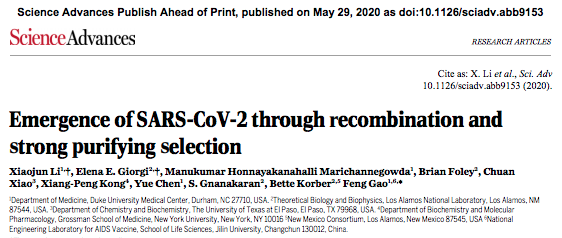 Science Advances Publish Ahead of Print, published on May 29, 2020 as doi:10.1126/sciadv.abb9153
ScienceAdvances
RESEARCH ARTICLES
Cite as: X. Li et al., Sci. Adv
10.1126/sciadv.abb9153 (2020).
Emergence of SARS-CoV-2 through recombination and
strong purifying selection
Xiaojun Li¹·†, Elena E. Giorgi²·†, Manukumar Honnayakanahalli Marichannegowda¹, Brian Foley², Chuan
Xiao³, Xiang-Peng Kong⁴, Yue Chen¹, S. Gnanakaran², Bette Korber²,⁵ Feng Gao¹,⁶,*
¹Department of Medicine, Duke University Medical Center, Durham, NC 27710, USA. ²Theoretical Biology and Biophysics, Los Alamos National Laboratory, Los Alamos, NM
87544, USA. ³Department of Chemistry and Biochemistry, The University of Texas at El Paso, El Paso, TX 79968, USA. ⁴Department of Biochemistry and Molecular
Pharmacology, Grossman School of Medicine, New York University, New York, NY 10016 ⁵New Mexico Consortium, Los Alamos, New Mexico 87545, USA ⁶National
Engineering Laboratory for AIDS Vaccine, School of Life Sciences, Jilin University, Changchun 130012, China.